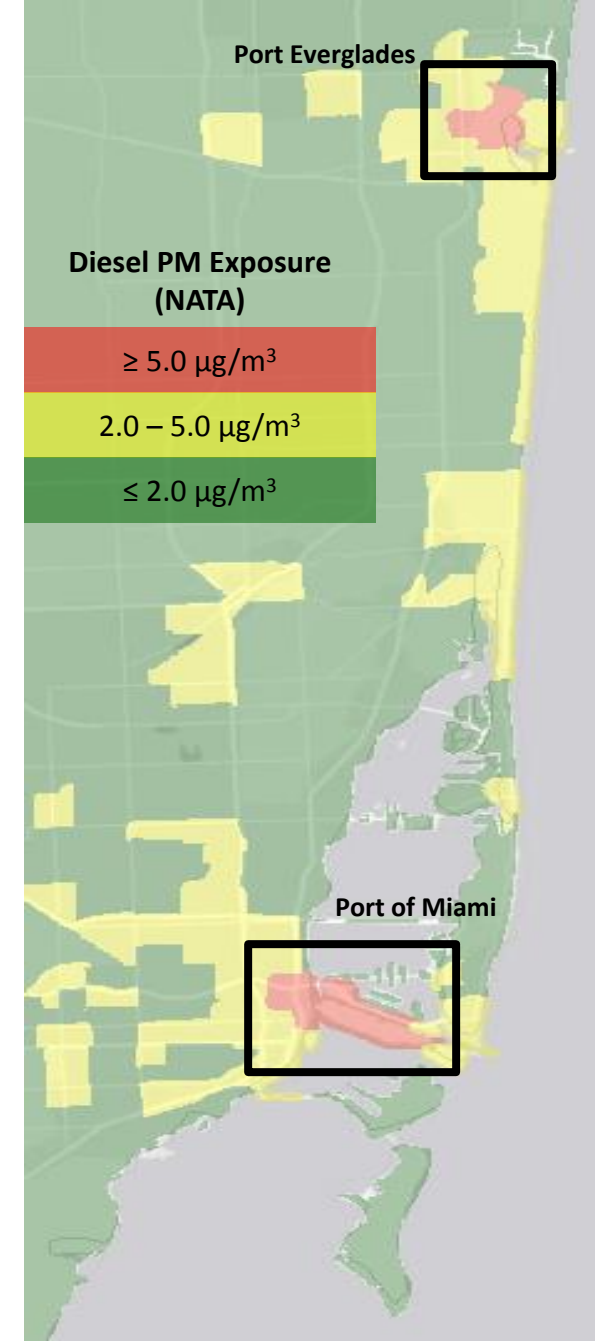 Port Everglades
Diesel PM Exposure
(NATA)
≥ 5.0 µg/m³
2.0 – 5.0 µg/m³
≤ 2.0 µg/m³
Port of Miami